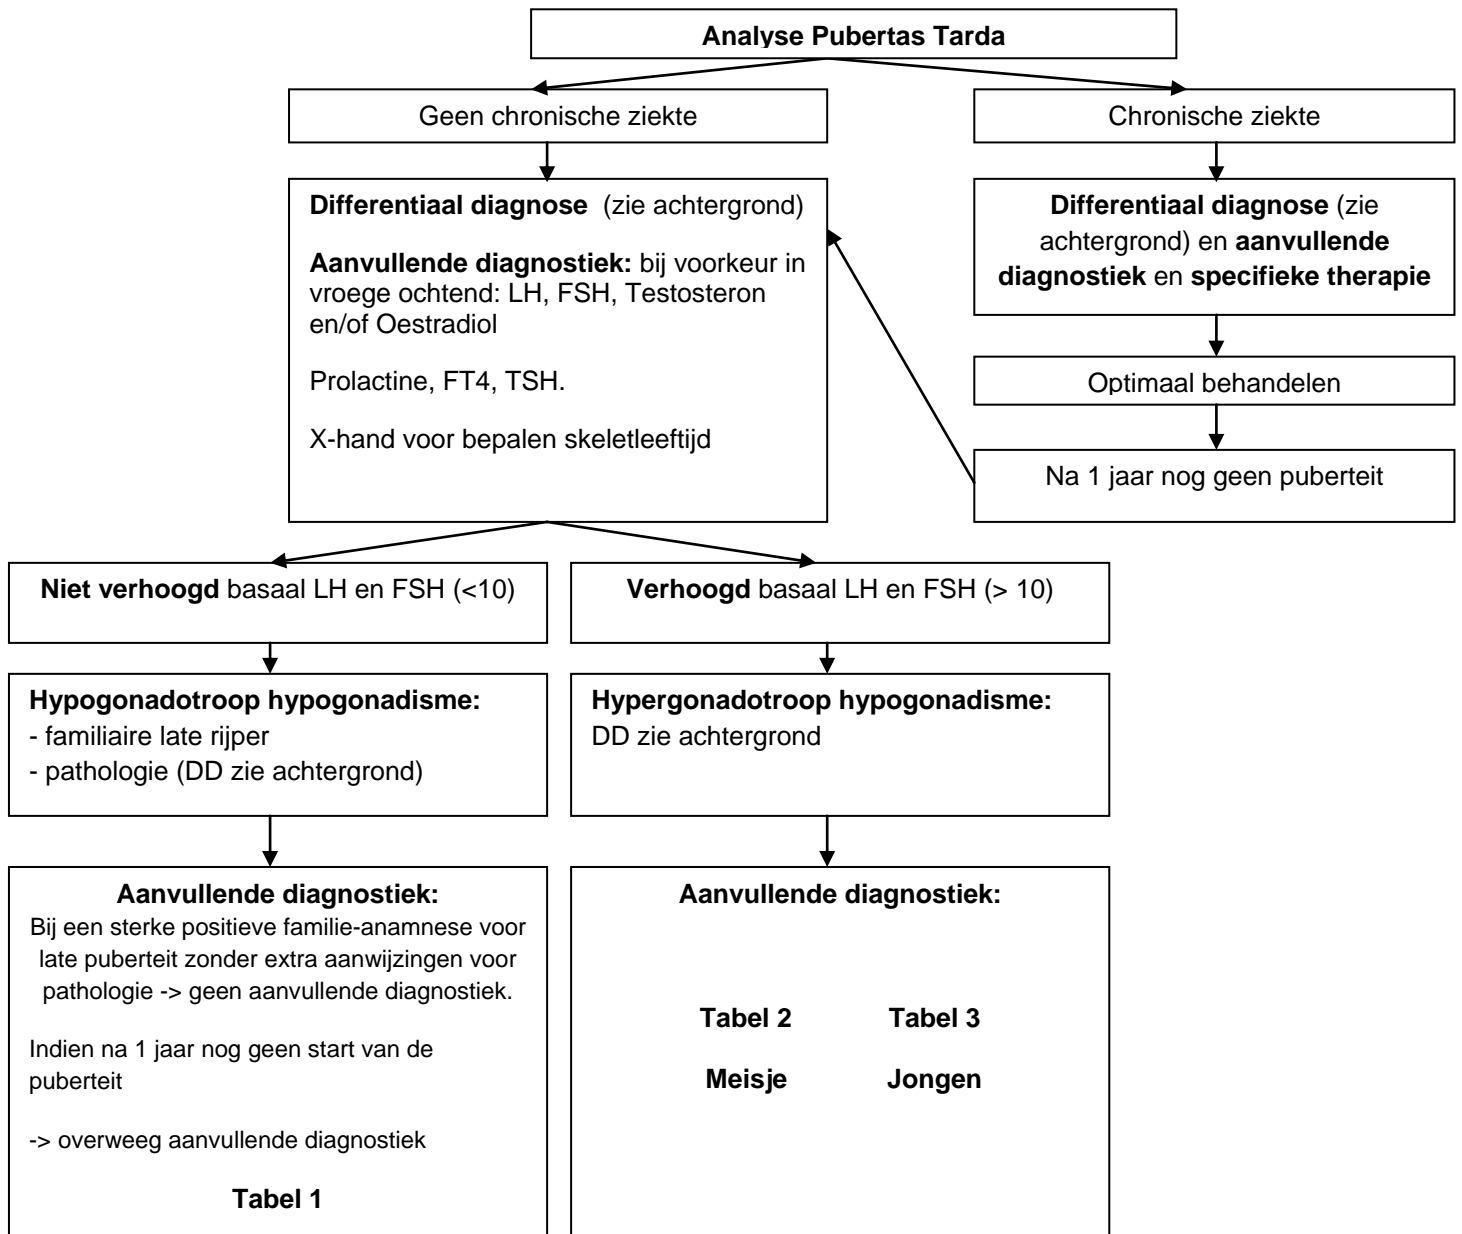 Analyse Pubertas Tarda
Geen chronische ziekte
Chronische ziekte
Differentiaal diagnose (zie achtergrond)
Aanvullende diagnostiek: bij voorkeur in
vroege ochtend: LH, FSH, Testosteron
en/of Oestradiol
Prolactine, FT4, TSH.
X-hand voor bepalen skeletleeftijd
Differentiaal diagnose (zie
achtergrond) en aanvullende
diagnostiek en specifieke therapie
Optimaal behandelen
Na 1 jaar nog geen puberteit
Niet verhoogd basaal LH en FSH (<10)
Verhoogd basaal LH en FSH (> 10)
Hypogonadotroop hypogonadisme:
- familiaire late rijper
- pathologie (DD zie achtergrond)
Hypergonadotroop hypogonadisme:
DD zie achtergrond
Aanvullende diagnostiek:
Bij een sterke positieve familie-anamnese voor
late puberteit zonder extra aanwijzingen voor
pathologie -> geen aanvullende diagnostiek.
Indien na 1 jaar nog geen start van de
puberteit
-> overweeg aanvullende diagnostiek
Tabel 1
Aanvullende diagnostiek:
Tabel 2 Tabel 3
Meisje Jongen